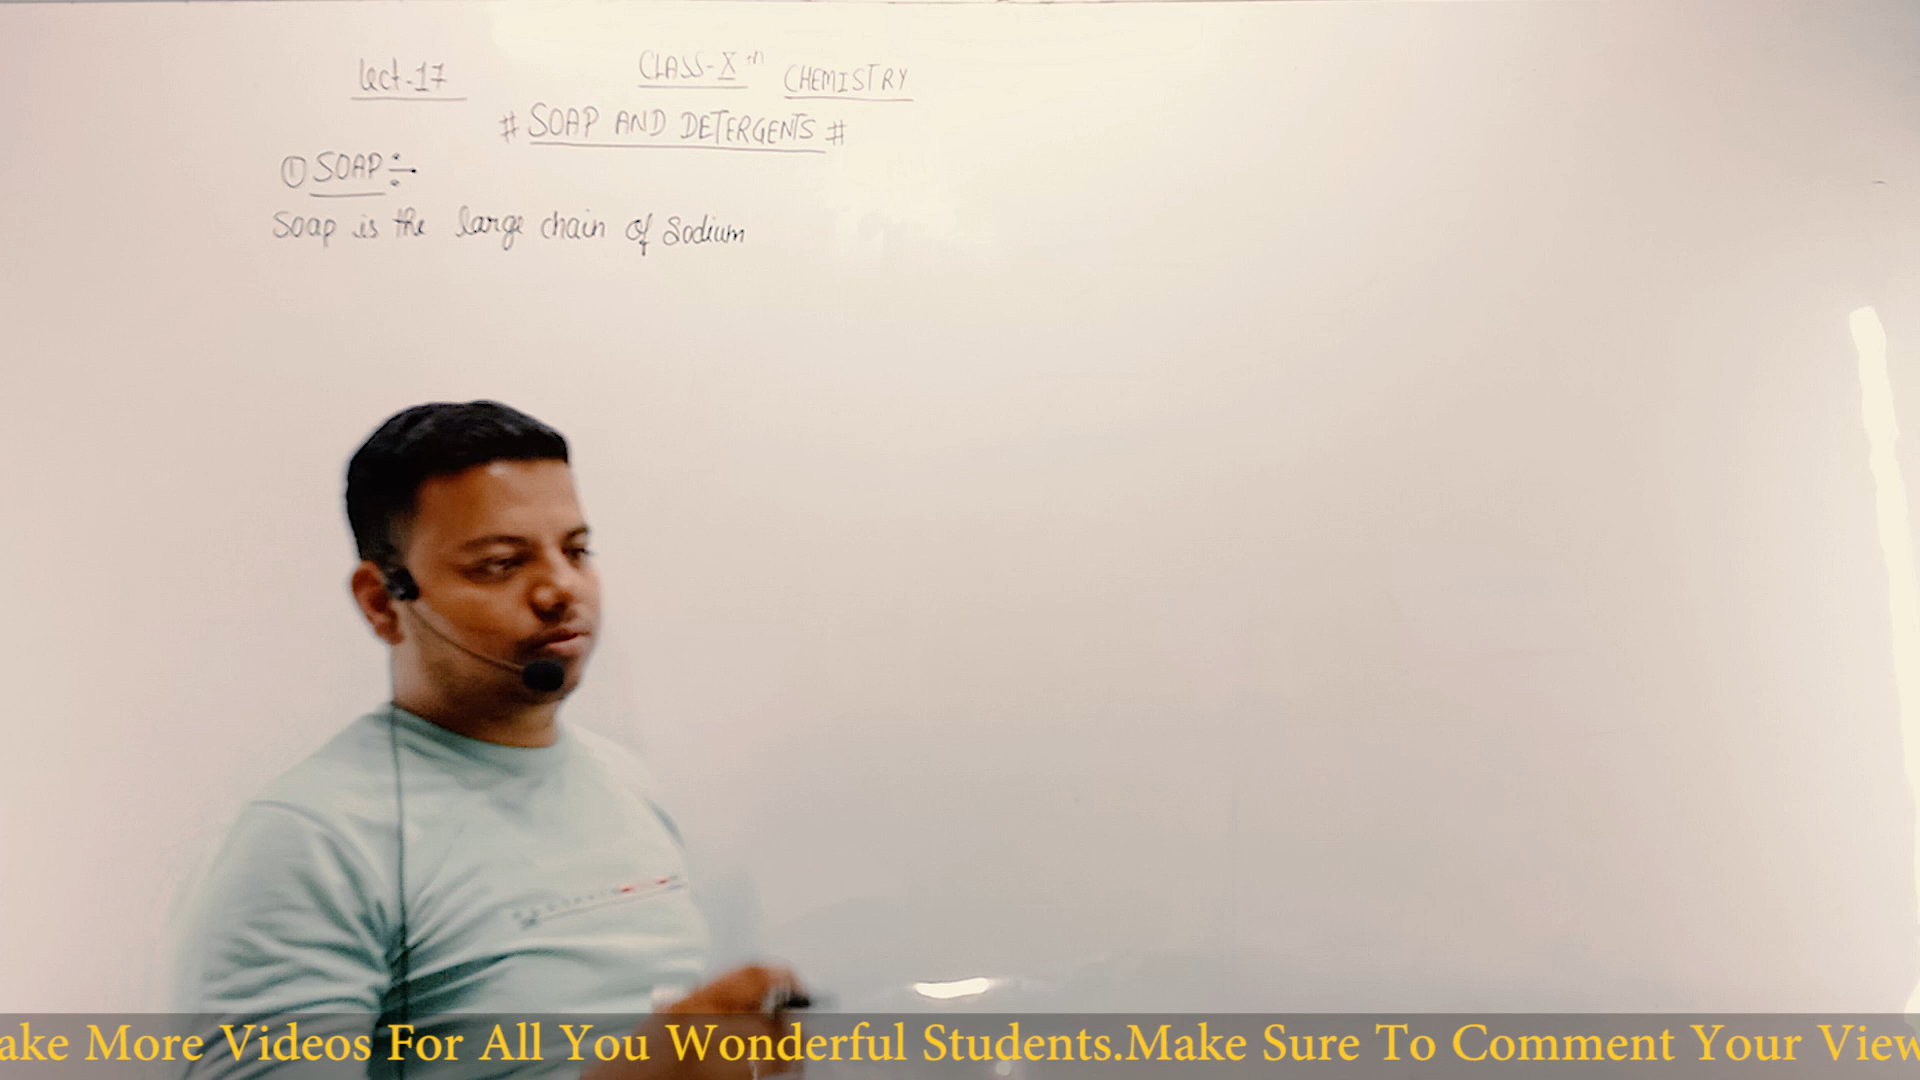 Lect-17 CLASS-Xth CHEMISTRY
# SOAP AND DETERGENTS #
① SOAP ÷
Soap is the large chain of Sodium
ake More Videos For All You Wonderful Students.Make Sure To Comment Your View